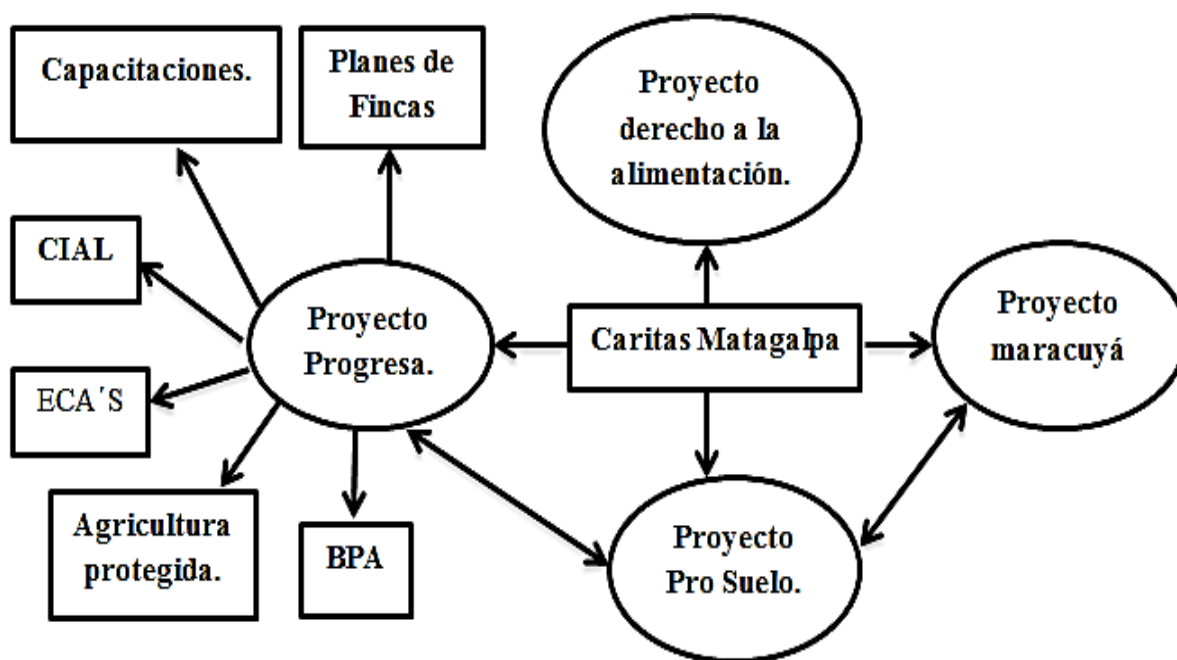 Capacitaciones.
Planes de
Fincas
Proyecto
derecho a la
alimentación.
CIAL
Proyecto
Progresa.
Caritas Matagalpa
Proyecto
maracuyá
ECA´S
Agricultura
protegida.
BPA
Proyecto
Pro Suelo.